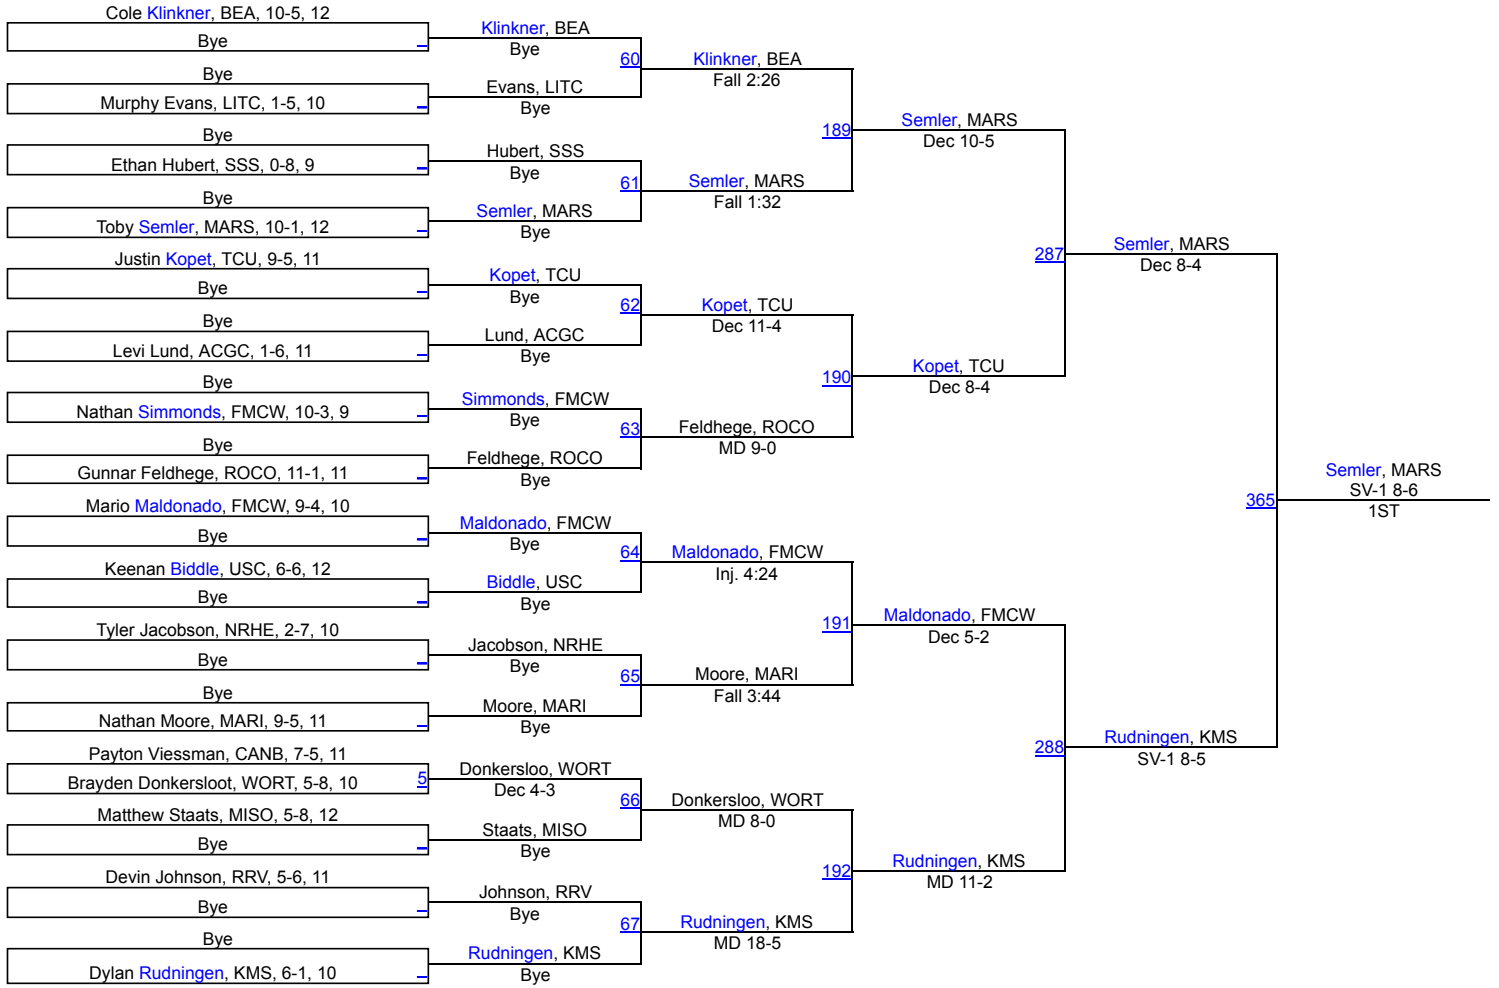 Cole Klinkner, BEA, 10-5, 12
Bye
Bye
Murphy Evans, LITC, 1-5, 10
Bye
Ethan Hubert, SSS, 0-8, 9
Bye
Toby Semler, MARS, 10-1, 12
Justin Kopet, TCU, 9-5, 11
Bye
Bye
Levi Lund, ACGC, 1-6, 11
Bye
Nathan Simmonds, FMCW, 10-3, 9
Bye
Gunnar Feldhege, ROCO, 11-1, 11
Mario Maldonado, FMCW, 9-4, 10
Bye
Keenan Biddle, USC, 6-6, 12
Bye
Tyler Jacobson, NRHE, 2-7, 10
Bye
Bye
Nathan Moore, MARI, 9-5, 11
Payton Viessman, CANB, 7-5, 11
Brayden Donkersloot, WORT, 5-8, 10
5
Matthew Staats, MISO, 5-8, 12
Bye
Devin Johnson, RRV, 5-6, 11
Bye
Bye
Dylan Rudningen, KMS, 6-1, 10
Klinkner, BEA
Bye
60
Evans, LITC
Bye
Hubert, SSS
Bye
61
Semler, MARS
Bye
Kopet, TCU
Bye
62
Lund, ACGC
Bye
Simmonds, FMCW
Bye
63
Feldhege, ROCO
Bye
Maldonado, FMCW
Bye
64
Biddle, USC
Bye
Jacobson, NRHE
Bye
65
Moore, MARI
Bye
Donkersloo, WORT
Dec 4-3
66
Staats, MISO
Bye
Johnson, RRV
Bye
67
Rudningen, KMS
Bye
Klinkner, BEA
Fall 2:26
189
Semler, MARS
Fall 1:32
Kopet, TCU
Dec 11-4
190
Feldhege, ROCO
MD 9-0
Maldonado, FMCW
Inj. 4:24
191
Moore, MARI
Fall 3:44
Donkersloo, WORT
MD 8-0
192
Rudningen, KMS
MD 18-5
Semler, MARS
Dec 10-5
287
Kopet, TCU
Dec 8-4
Maldonado, FMCW
Dec 5-2
288
Rudningen, KMS
MD 11-2
Semler, MARS
Dec 8-4
365
Rudningen, KMS
SV-1 8-5
Semler, MARS
SV-1 8-6
1ST